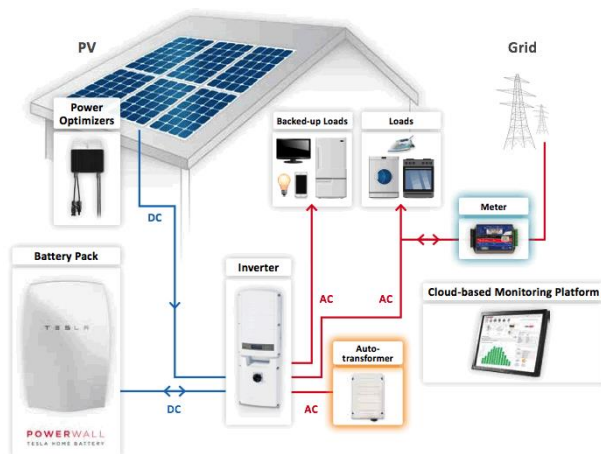 PV
Grid
Power
Optimizers
Backed-up Loads
Loads
DC
Meter
Battery Pack
Inverter
TESLA
AC
AC
Cloud-based Monitoring Platform
Auto-
transformer
DC
AC
POWERWALL
TESLA HOME BATTERY